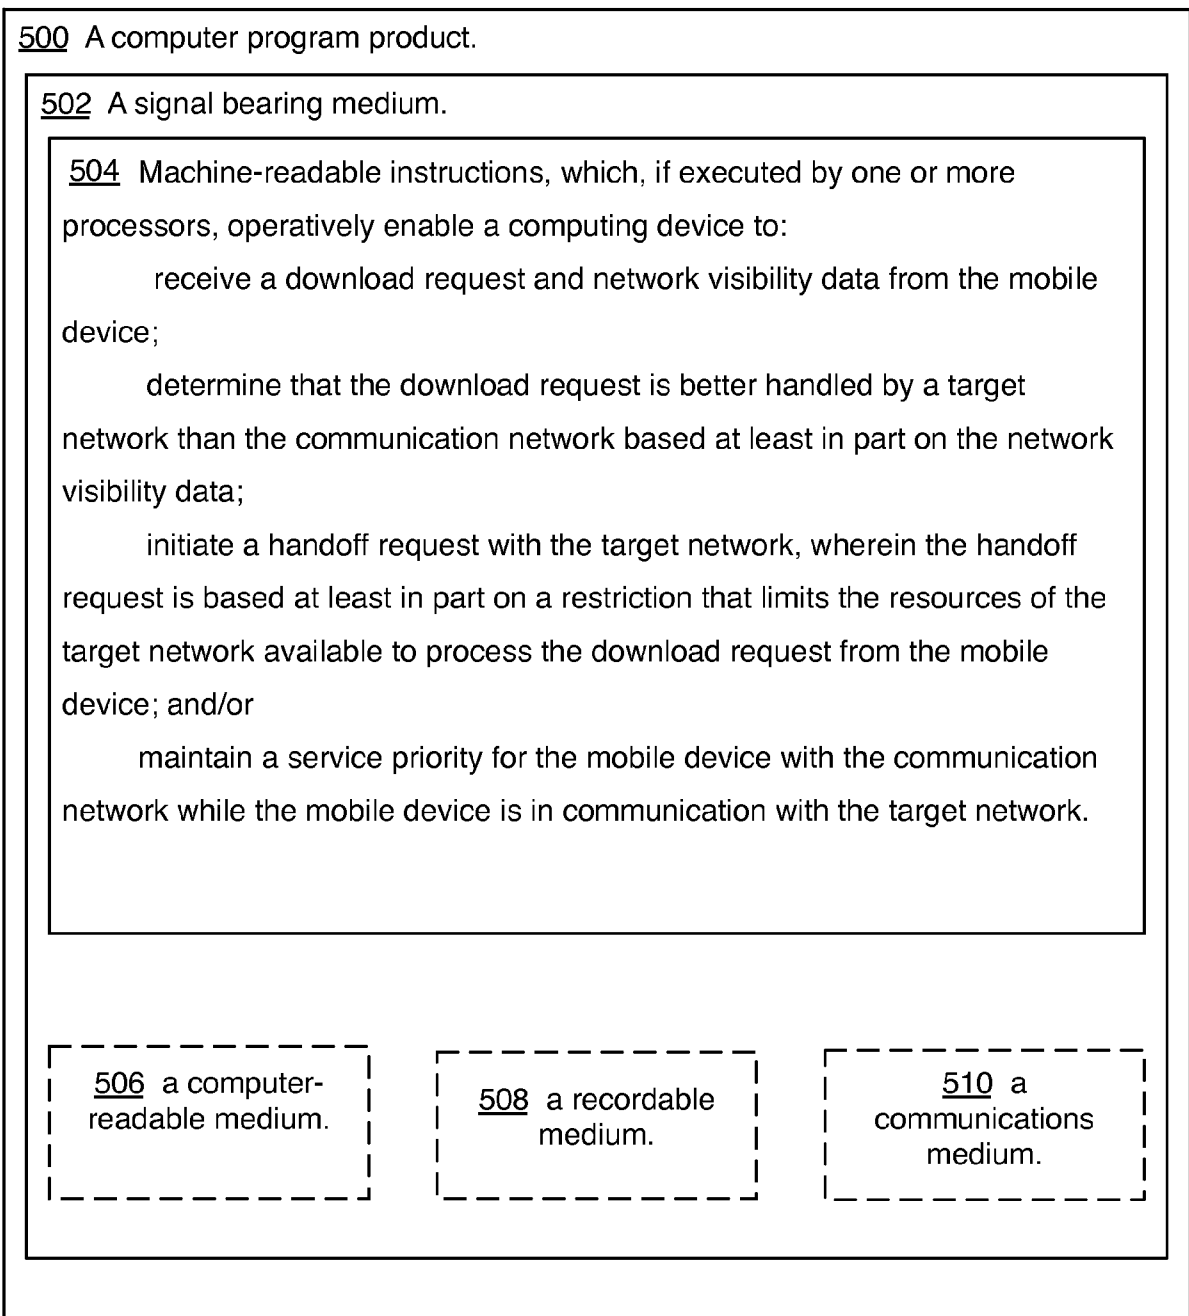 500 A computer program product.
502 A signal bearing medium.
504 Machine-readable instructions, which, if executed by one or more
processors, operatively enable a computing device to:
receive a download request and network visibility data from the mobile
device;
determine that the download request is better handled by a target
network than the communication network based at least in part on the network
visibility data;
initiate a handoff request with the target network, wherein the handoff
request is based at least in part on a restriction that limits the resources of the
target network available to process the download request from the mobile
device; and/or
maintain a service priority for the mobile device with the communication
network while the mobile device is in communication with the target network.
506 a computer-
readable medium.
508 a recordable
medium.
510 a
communications
medium.